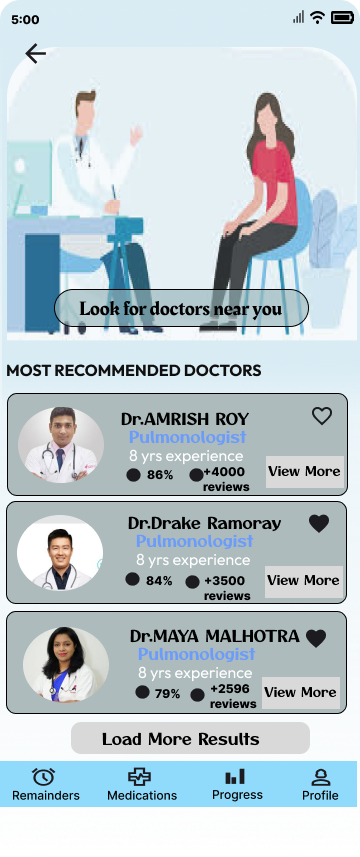 5:00
Look for doctors near you
MOST RECOMMENDED DOCTORS
Dr.AMRISH ROY
Pulmonologist
8 yrs experience
86%
+4000
reviews
View More
Dr.Drake Ramoray
Pulmonologist
8 yrs experience
84%
+3500
reviews
View More
Dr.MAYA MALHOTRA
Pulmonologist
8 yrs experience
79%
+2596
reviews
View More
Load More Results
Remainders
Medications
Progress
Profile